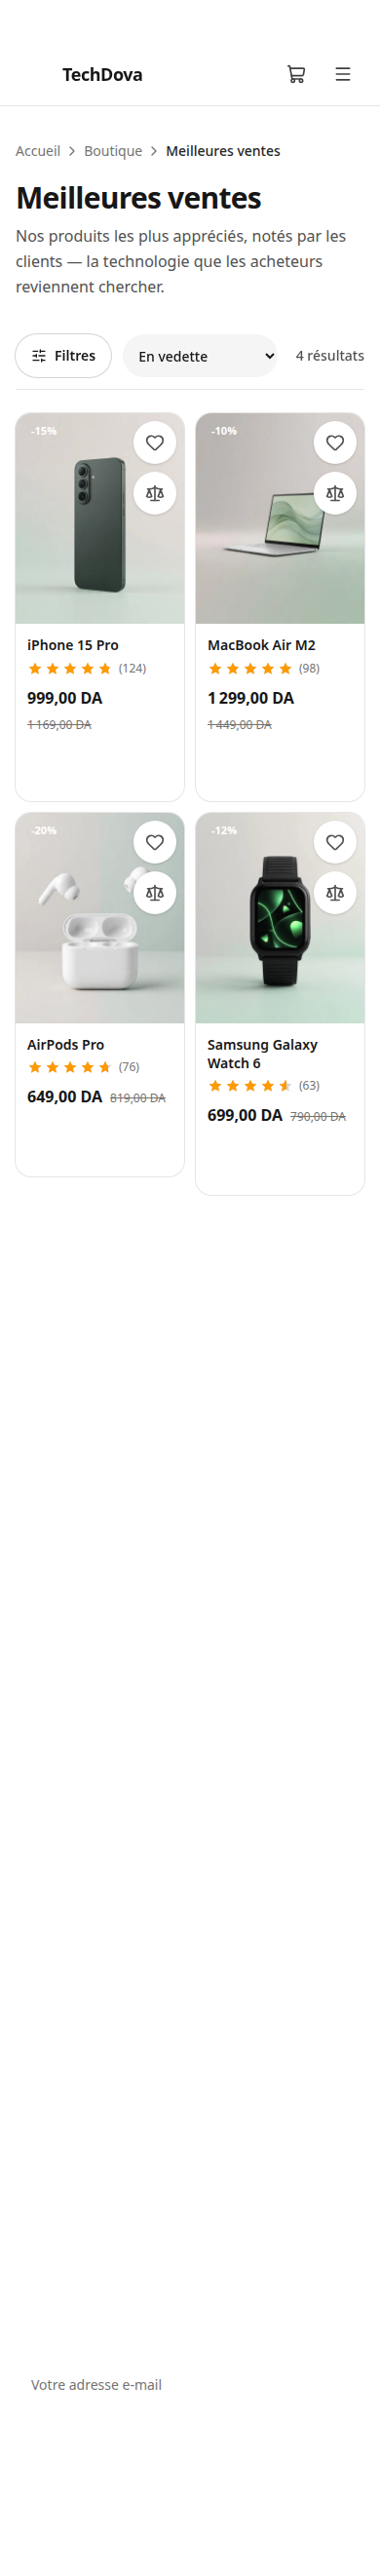 TechDova
Accueil > Boutique > Meilleures ventes
Meilleures ventes
Nos produits les plus appréciés, notés par les
clients — la technologie que les acheteurs
reviennent chercher.
Filtres
En vedette
4 résultats
-15%
-10%
iPhone 15 Pro
(124)
999,00 DA
1 169,00 DA
MacBook Air M2
(98)
1 299,00 DA
1 449,00 DA
-20%
-12%
AirPods Pro
(76)
649,00 DA 819,00 DA
Samsung Galaxy
Watch 6
(63)
699,00 DA 790,00 DA
Votre adresse e-mail